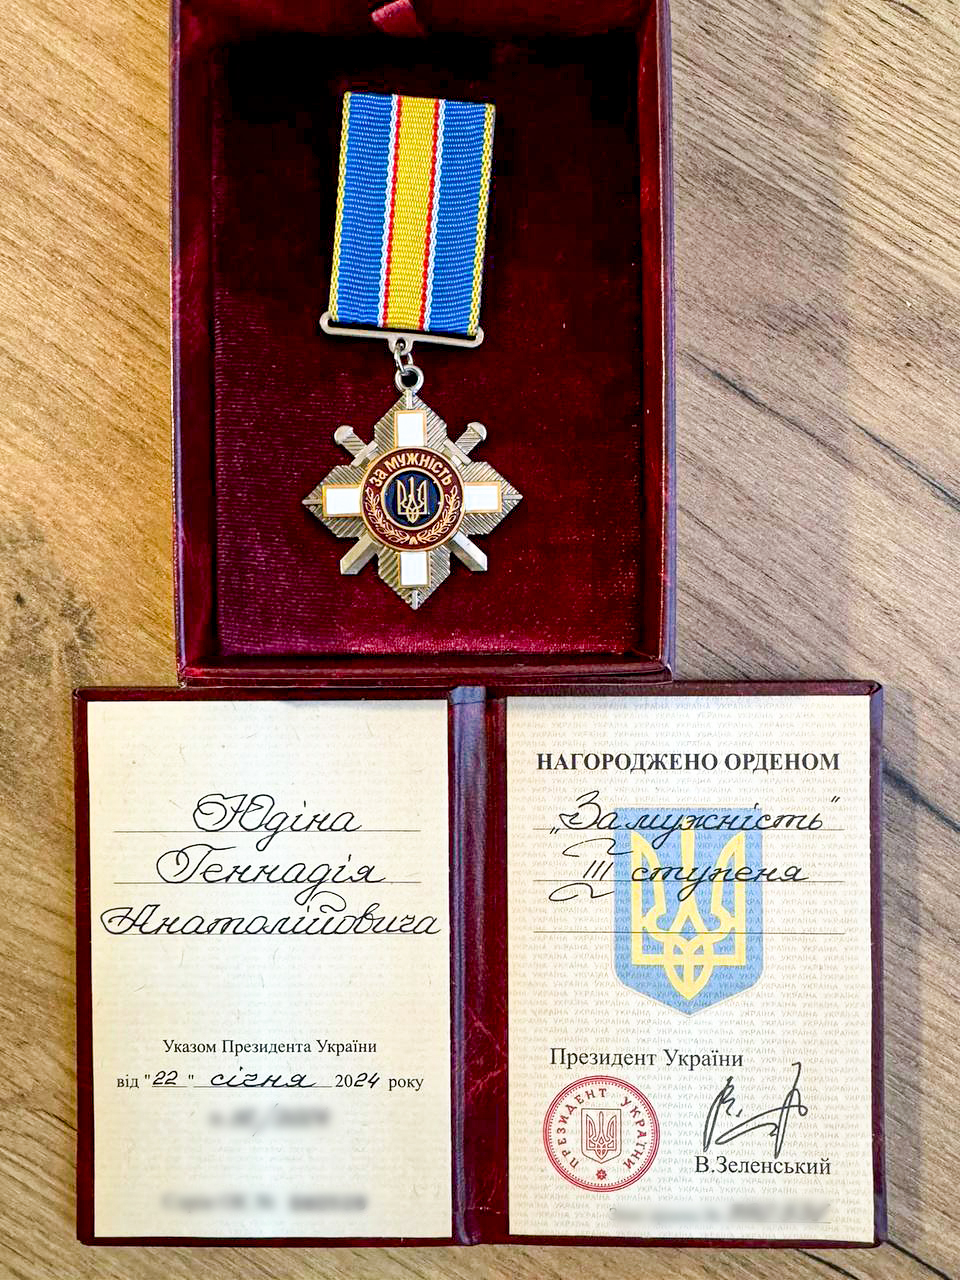 ЗА МУЖНІСТЬ
Юдіна
Геннадія
Анатолійовича
Указом Президента України
від "22" січня 2024 року
НАГОРОДЖЕНО ОРДЕНОМ
„За мужність"
III ступеня
Президент України
ПРЕЗИДЕНТ УКРАЇНИ
В.Зеленський